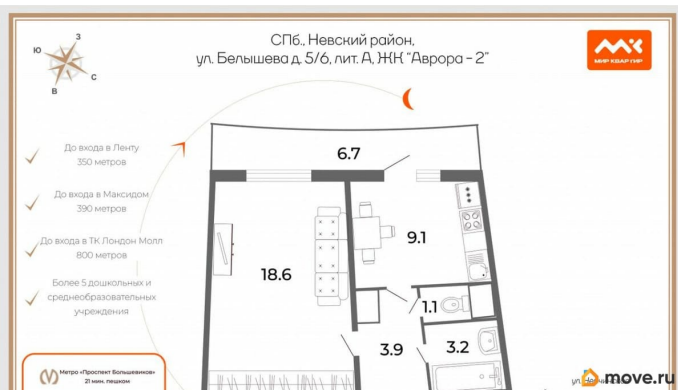 СПб., Невский район,
ул. Белышева д. 5/6, лит. А, ЖК "Аврора - 2"
МИР КВАРТИР
З
Ю
С
В
До входа в Ленту
350 метров
До входа в Максидом
390 метров
До входа в ТК Лондон Молл
800 метров
Более 5 дошкольных и
среднеобразовательных
учреждения
Метро «Проспект Большевиков»
21 мин. пешком
6.7
9.1
18.6
1.1
3.9
3.2
ул.
move.ru